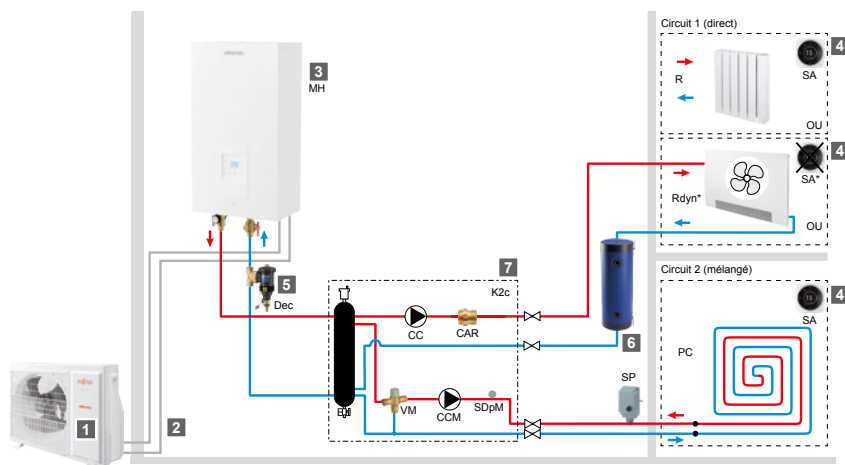 Circuit 1 (direct)
4
SA
R
OU
4
SA*
Rdyn*
OU
atlantic
3
MH
5
Dec
7
K2c
CC
CAR
6
Circuit 2 (mélangé)
4
SA
PC
SP
VM
CCM
SDpM
FUJITSU
1
2